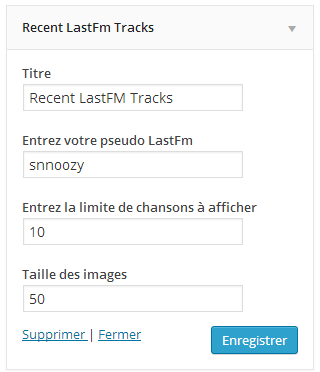 Recent LastFm Tracks
Titre
Recent LastFM Tracks
Entrez votre pseudo LastFm
snnoozy
Entrez la limite de chansons à afficher
10
Taille des images
50
Supprimer | Fermer
Enregistrer